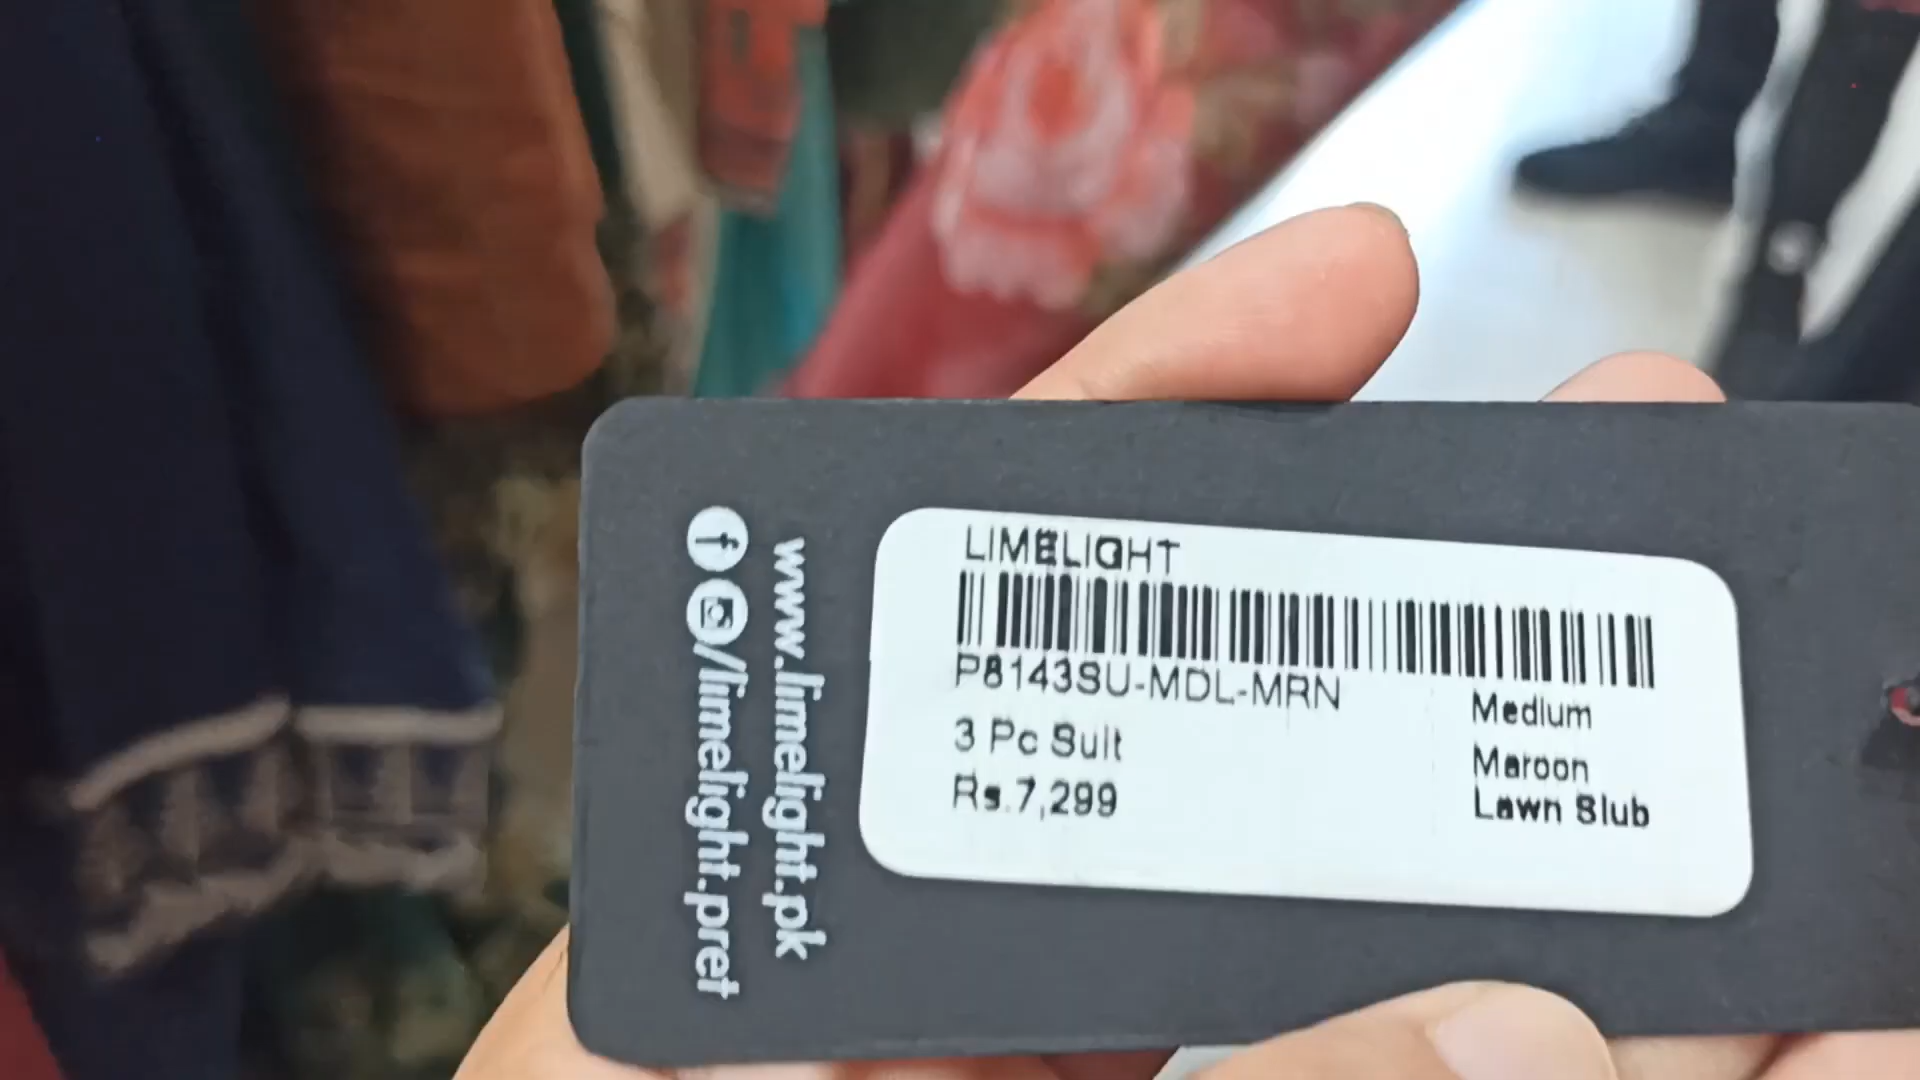 LIMELIGHT
P8143SU-MDL-MRN
Medium
3 Pc Suit
Maroon
Rs.7,299
Lawn Slub
www.limelight.pk
/limelight.pret